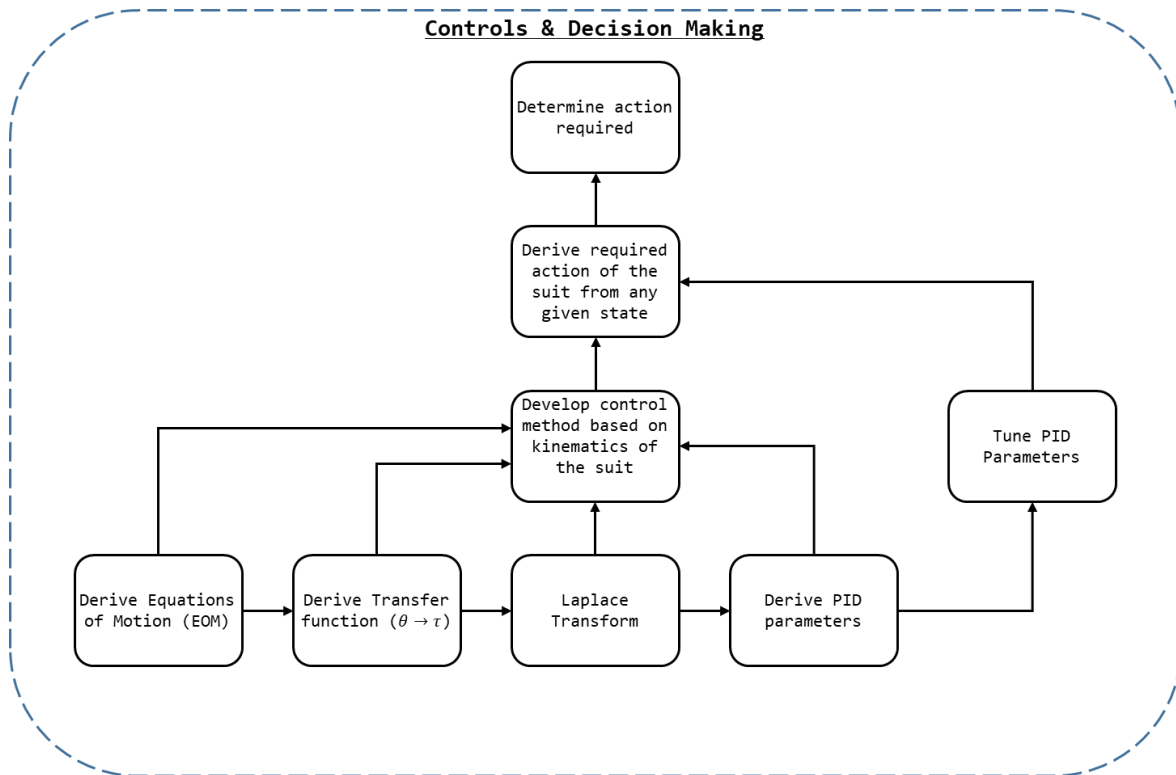 Controls & Decision Making
Determine action
required
Derive required
action of the
suit from any
given state
Develop control
method based on
kinematics of
the suit
Tune PID
Parameters
Derive Equations
of Motion (EOM)
Derive Transfer
function (θ → τ)
Laplace
Transform
Derive PID
parameters